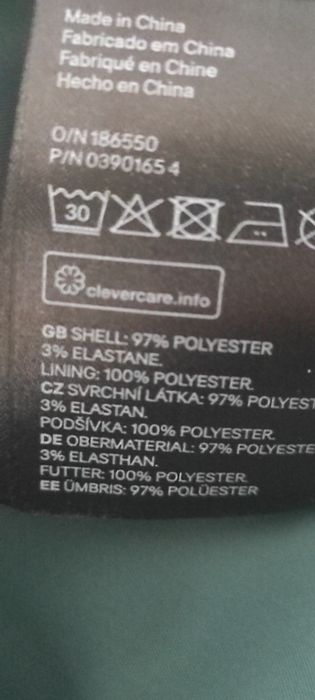 Made in China
Fabricado em China
Fabriqué en Chine
Hecho en China
O/N 186550
P/N 0390165 4
30
clevercare.info
GB SHELL: 97% POLYESTER
3% ELASTANE.
LINING: 100% POLYESTER.
CZ SVRCHNÍ LÁTKA: 97% POLYEST
3% ELASTAN.
PODŠÍVKA: 100% POLYESTER.
DE OBERMATERIAL: 97% POLYESTE
3% ELASTHAN.
FUTTER: 100% POLYESTER.
EE ÜMBRIS: 97% POLÜESTER